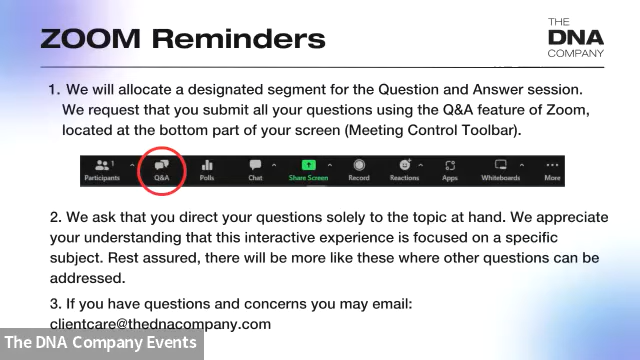 ZOOM Reminders
THE
DNA
COMPANY
1. We will allocate a designated segment for the Question and Answer session.
We request that you submit all your questions using the Q&A feature of Zoom,
located at the bottom part of your screen (Meeting Control Toolbar).
1
Participants Q&A Polls Chat Share Screen Record Reactions Apps Whiteboards More
2. We ask that you direct your questions solely to the topic at hand. We appreciate
your understanding that this interactive experience is focused on a specific
subject. Rest assured, there will be more like these where other questions can be
addressed.
3. If you have questions and concerns you may email:
clientcare@thednacompany.com
The DNA Company Events